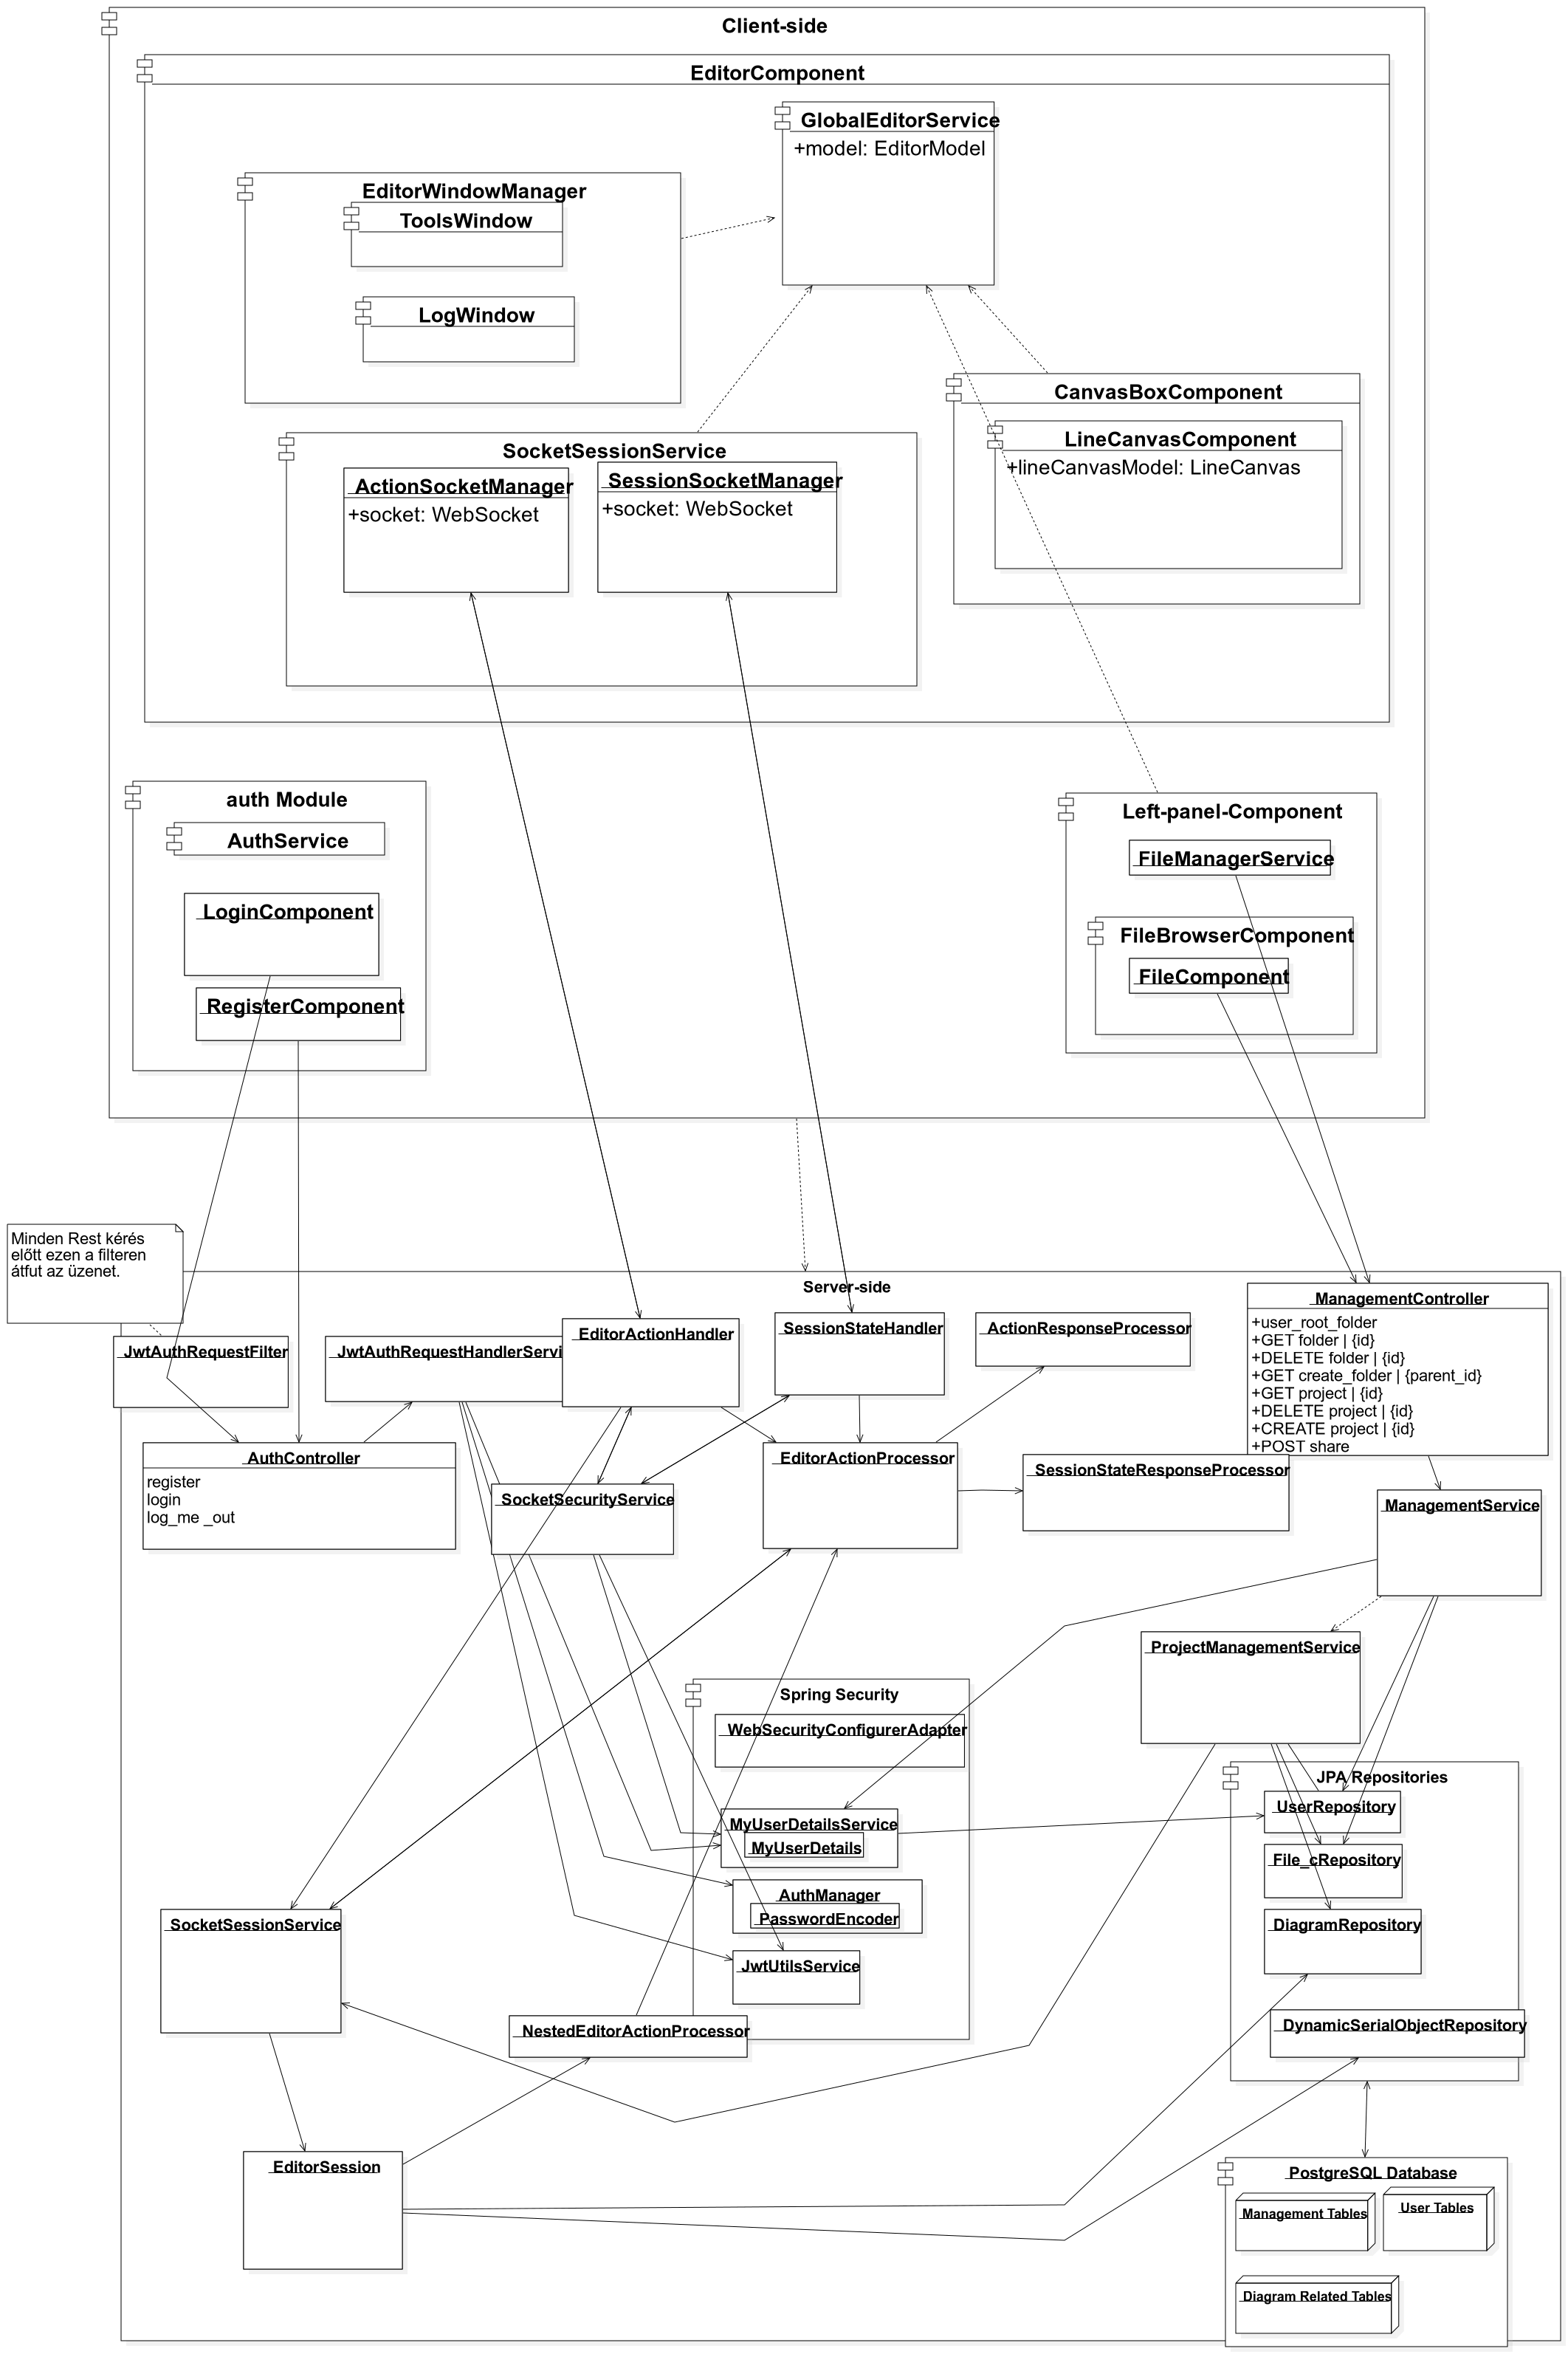 Client-side
EditorComponent
GlobalEditorService
+model: EditorModel
EditorWindowManager
ToolsWindow
LogWindow
CanvasBoxComponent
LineCanvasComponent
+lineCanvasModel: LineCanvas
SocketSessionService
ActionSocketManager
+socket: WebSocket
SessionSocketManager
+socket: WebSocket
auth Module
AuthService
LoginComponent
RegisterComponent
Left-panel-Component
FileManagerService
FileBrowserComponent
FileComponent
Minden Rest kérés
előtt ezen a filteren
átfut az üzenet.
Server-side
JwtAuthRequestFilter
JwtAuthRequestHandlerServi
EditorActionHandler
SessionStateHandler
ActionResponseProcessor
ManagementController
+user_root_folder
+GET folder | {id}
+DELETE folder | {id}
+GET create_folder | {parent_id}
+GET project | {id}
+DELETE project | {id}
+CREATE project | {id}
+POST share
AuthController
register
login
log_me _out
SocketSecurityService
EditorActionProcessor
SessionStateResponseProcessor
ManagementService
ProjectManagementService
Spring Security
WebSecurityConfigurerAdapter
MyUserDetailsService
MyUserDetails
AuthManager
PasswordEncoder
JwtUtilsService
JPA Repositories
UserRepository
File_cRepository
DiagramRepository
DynamicSerialObjectRepository
SocketSessionService
NestedEditorActionProcessor
EditorSession
PostgreSQL Database
Management Tables
User Tables
Diagram Related Tables